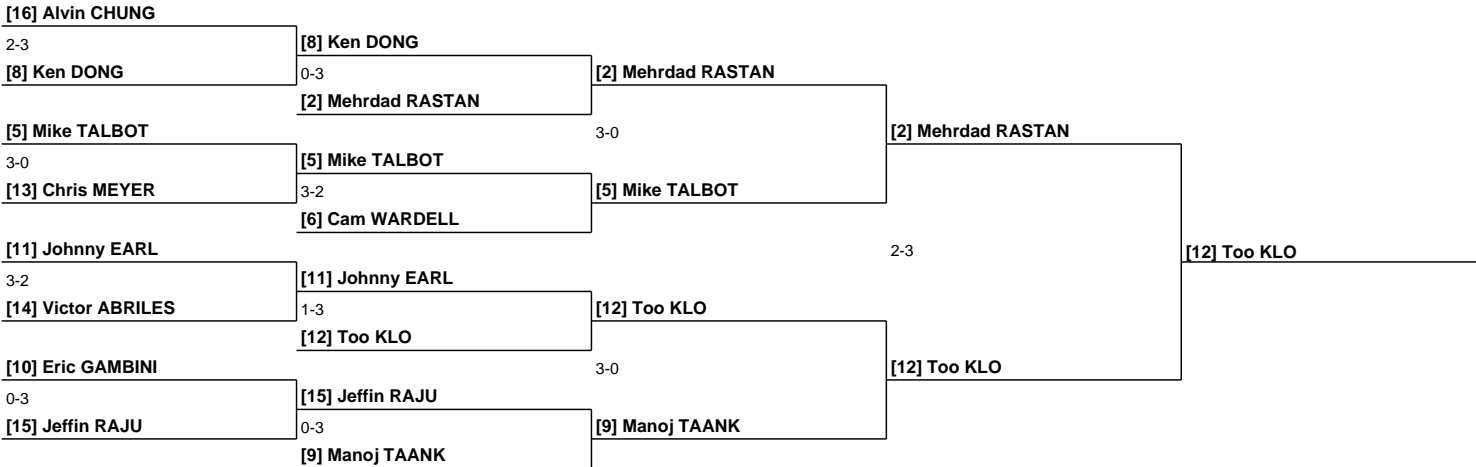 [16] Alvin CHUNG
2-3
[8] Ken DONG
[8] Ken DONG
0-3
[2] Mehrdad RASTAN
[2] Mehrdad RASTAN
[5] Mike TALBOT
3-0
[2] Mehrdad RASTAN
3-0
[5] Mike TALBOT
[13] Chris MEYER
3-2
[5] Mike TALBOT
[6] Cam WARDELL
[11] Johnny EARL
2-3
[12] Too KLO
3-2
[11] Johnny EARL
[14] Victor ABRILES
1-3
[12] Too KLO
[12] Too KLO
[10] Eric GAMBINI
3-0
[12] Too KLO
0-3
[15] Jeffin RAJU
[15] Jeffin RAJU
0-3
[9] Manoj TAANK
[9] Manoj TAANK